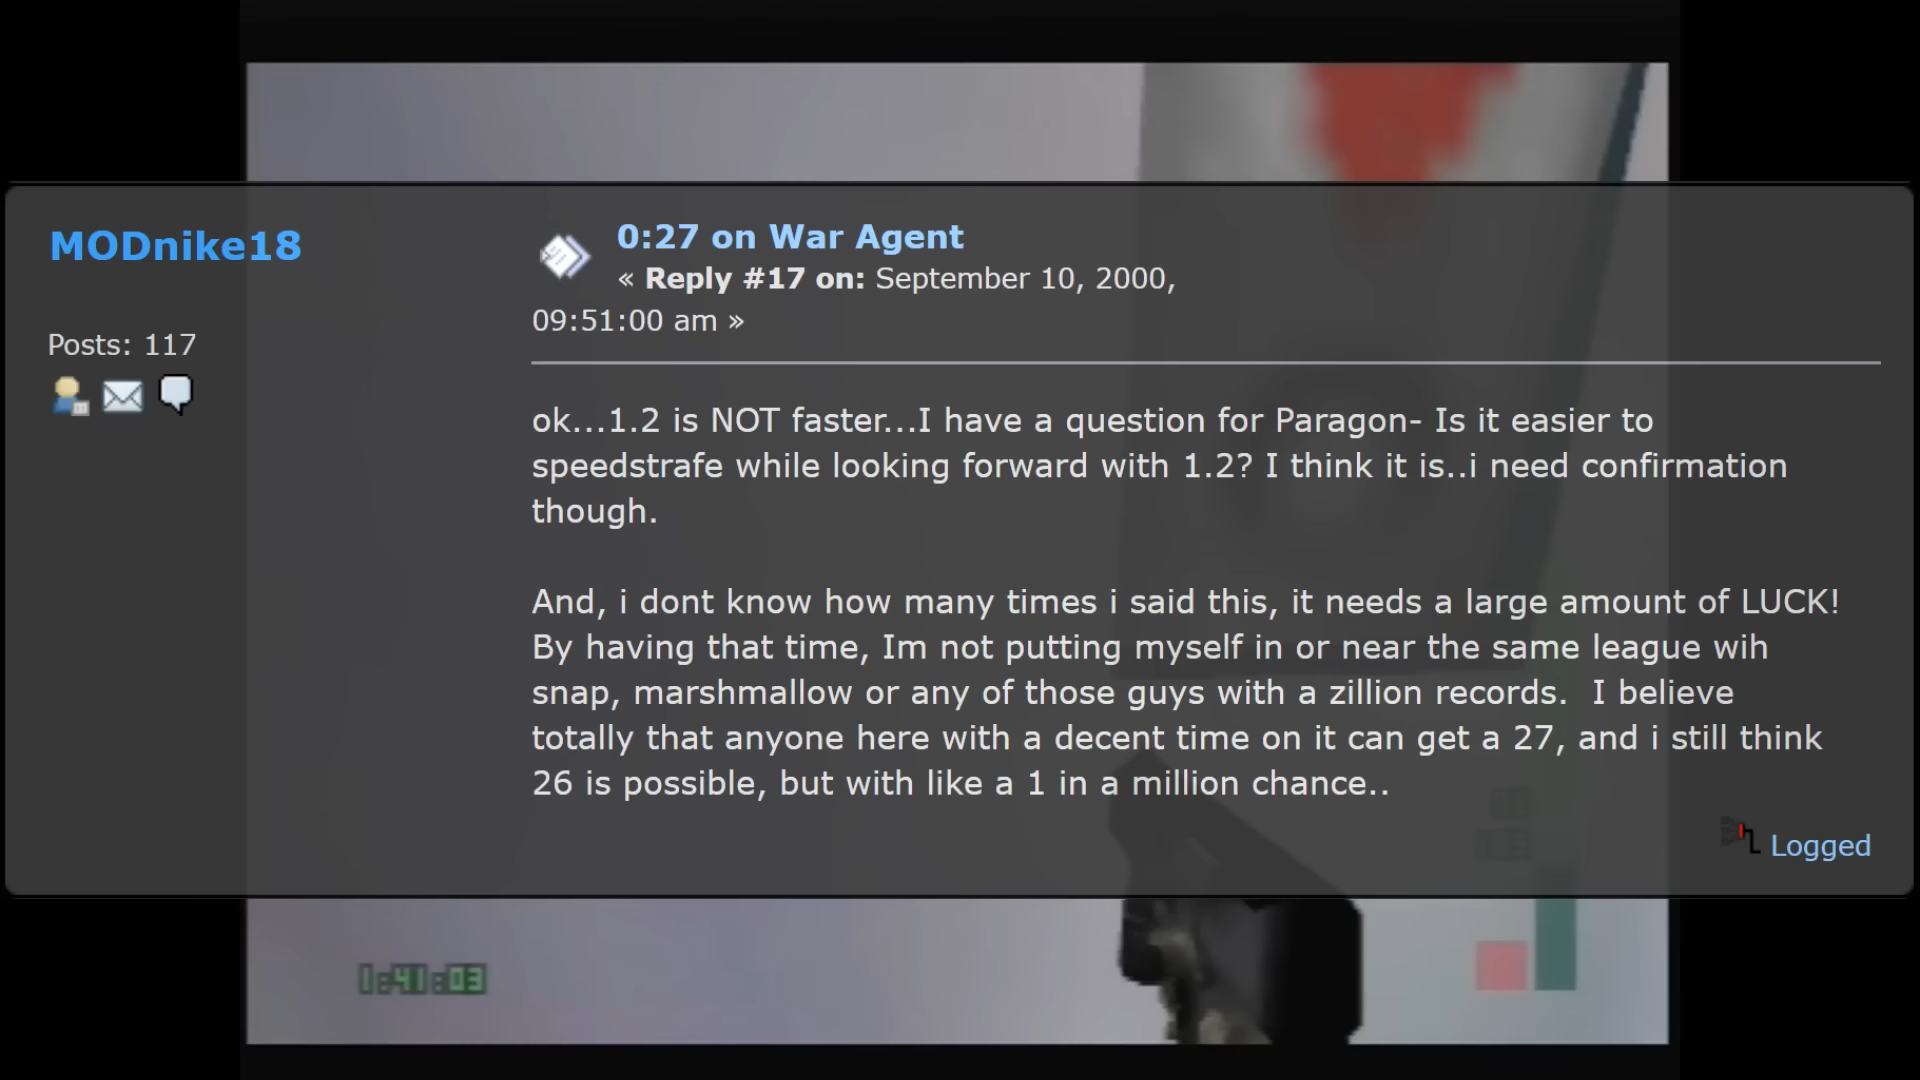 MODnike18
Posts: 117
0:27 on War Agent
« Reply #17 on: September 10, 2000,
09:51:00 am »
ok...1.2 is NOT faster...I have a question for Paragon- Is it easier to
speedstrafe while looking forward with 1.2? I think it is..i need confirmation
though.
And, i dont know how many times i said this, it needs a large amount of LUCK!
By having that time, Im not putting myself in or near the same league wih
snap, marshmallow or any of those guys with a zillion records.  I believe
totally that anyone here with a decent time on it can get a 27, and i still think
26 is possible, but with like a 1 in a million chance..
Logged
1:41:03